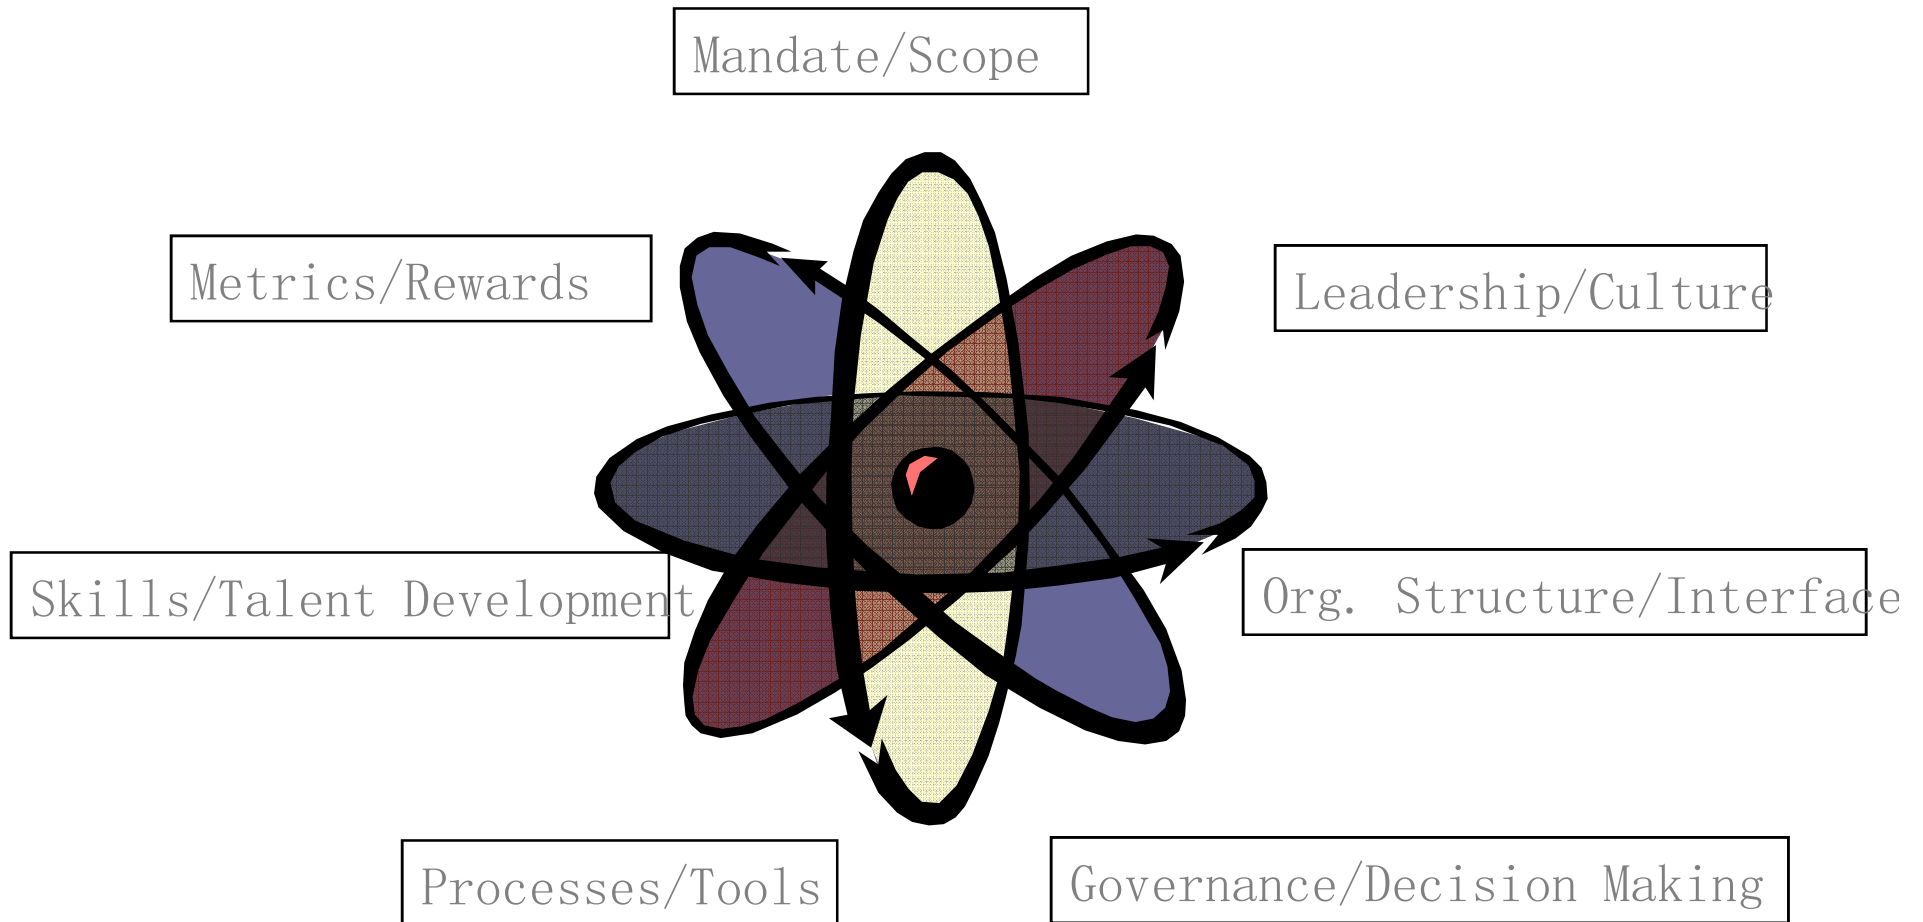 Mandate/Scope
Metrics/Rewards
Leadership/Culture
Skills/Talent Development
Org. Structure/Interface
Processes/Tools
Governance/Decision Making